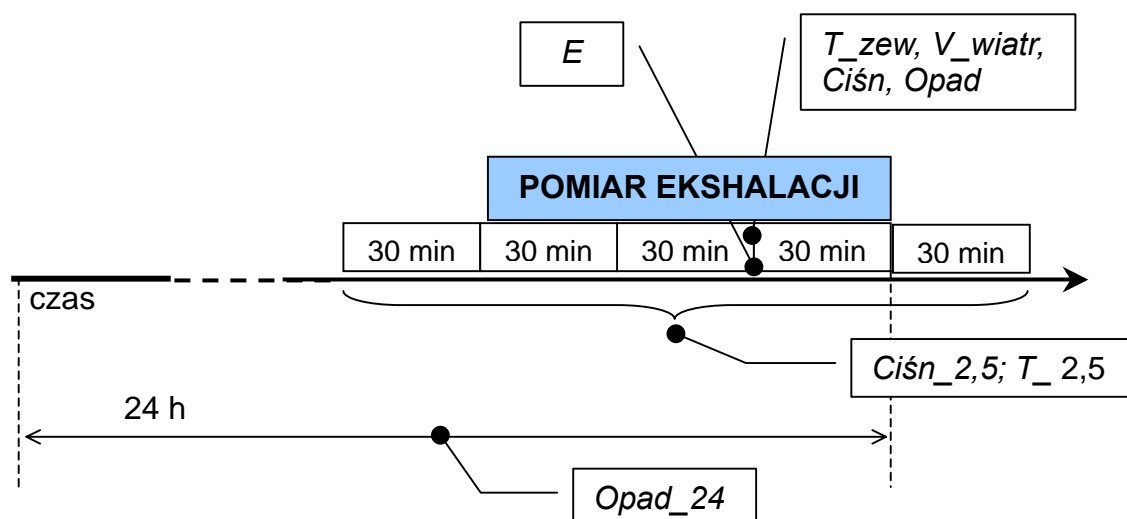 E
T_zew, V_wiatr,
Ciśn, Opad
POMIAR EKSHALACJI
30 min
30 min
30 min
30 min
30 min
czas
Ciśn_2,5; T_ 2,5
24 h
Opad_24